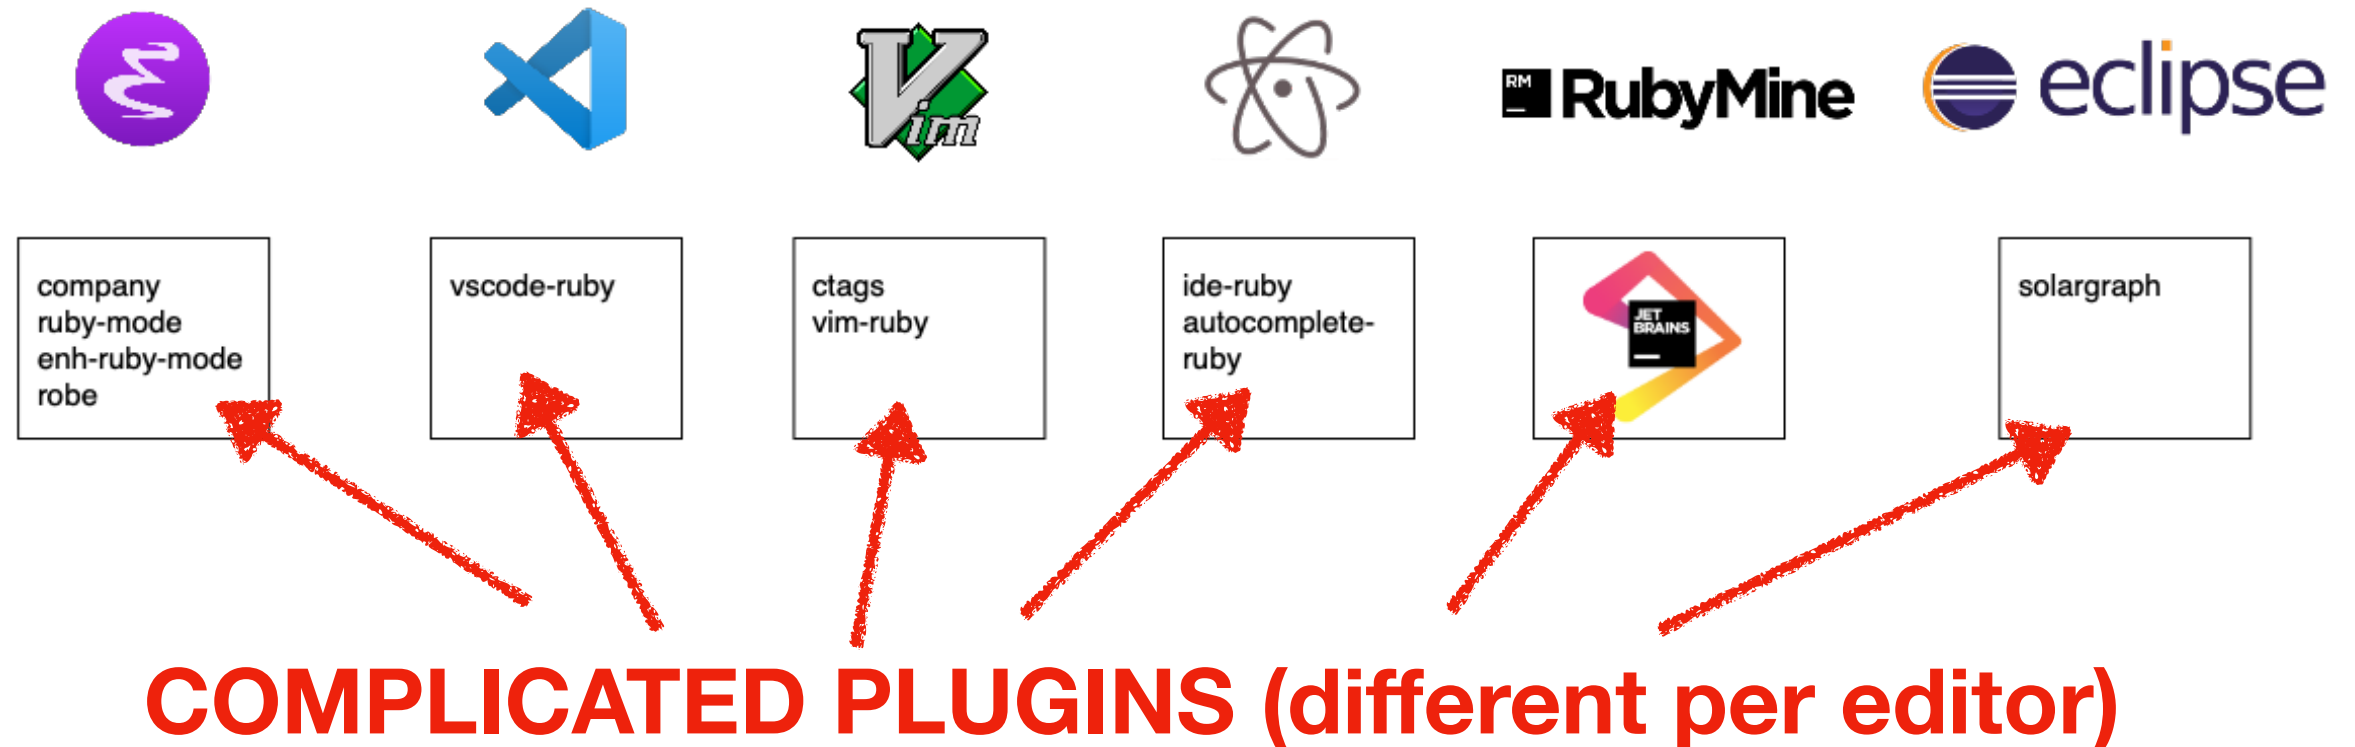 Vim
RM
RubyMine
eclipse
company
ruby-mode
enh-ruby-mode
robe
vscode-ruby
ctags
vim-ruby
ide-ruby
autocomplete-
ruby
JET
BRAINS
solargraph
COMPLICATED PLUGINS (different per editor)